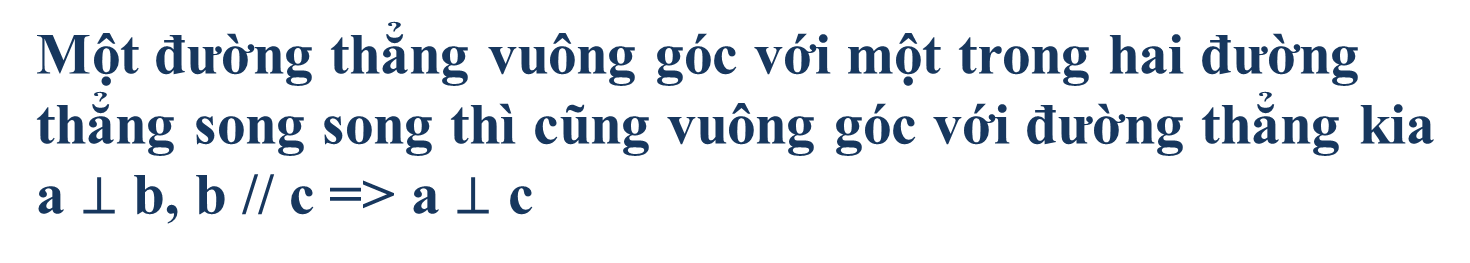 Một đường thẳng vuông góc với một trong hai đường
thẳng song song thì cũng vuông góc với đường thẳng kia
a ⊥ b, b // c => a ⊥ c